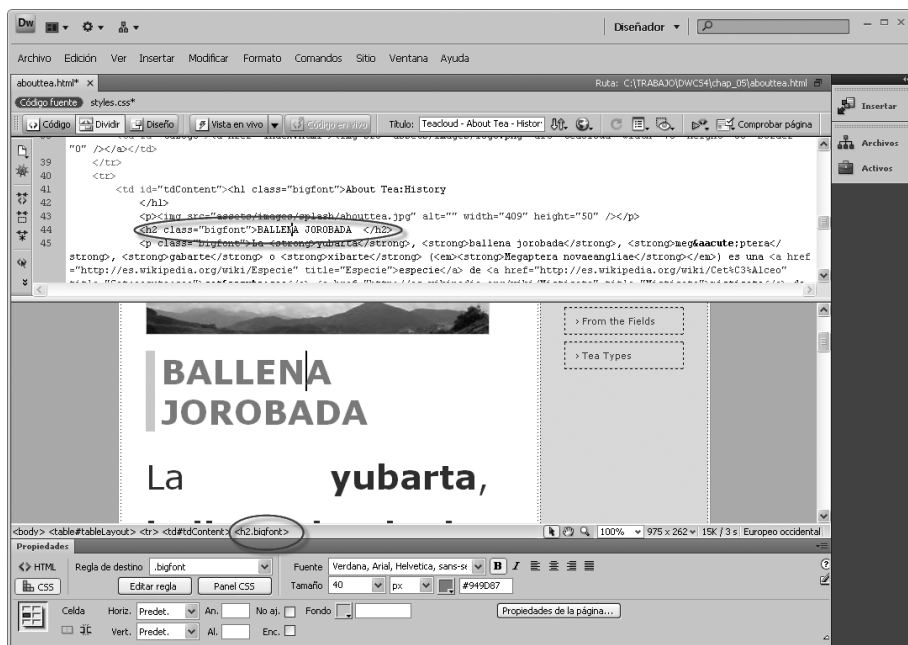 Dw Diseñador
Archivo Edición Ver Insertar Modificar Formato Comandos Sitio Ventana Ayuda
abouttea.html* × Ruta: C:\TRABAJO\DWCS4\chap_05\abouttea.html
Código fuente styles.css*
Código Dividir Diseño Vista en vivo Código en vivo Título: Teacloud - About Tea - Histor Comprobar página
"0" /></a></td>
39 </tr>
40 <tr>
41 <td id="tdContent"><h1 class="bigfont">About Tea:History
42 </h1>
43 <p><img src="assets/images/splash/abouttea.jpg" alt="" width="409" height="50" /></p>
44 <h2 class="bigfont">BALLENA JOROBADA </h2>
45 <p class="bigfont">La <strong>yubarta</strong>, <strong>ballena jorobada</strong>, <strong>meg&aacute;ptera</
strong>, <strong>gabarte</strong> o <strong>xibarte</strong> (<em><strong>Megaptera novaeangliae</strong></em>) es una <a href
="http://es.wikipedia.org/wiki/Especie" title="Especie">especie</a> de <a href="http://es.wikipedia.org/wiki/Cet%C3%A1ceo"
Insertar
Archivos
Activos
› From the Fields
› Tea Types
BALLENA
JOROBADA
La yubarta,
<body> <table#tableLayout> <tr> <td#tdContent> <h2.bigfont> 100% 975 x 262 15K / 3 s Europeo occidental
Propiedades
<> HTML Regla de destino .bigfont Fuente Verdana, Arial, Helvetica, sans-se B I
CSS Editar regla Panel CSS Tamaño 40 px #949D87
Celda Horiz. Predet. An. No aj. Fondo Propiedades de la página...
Vert. Predet. Al. Enc.